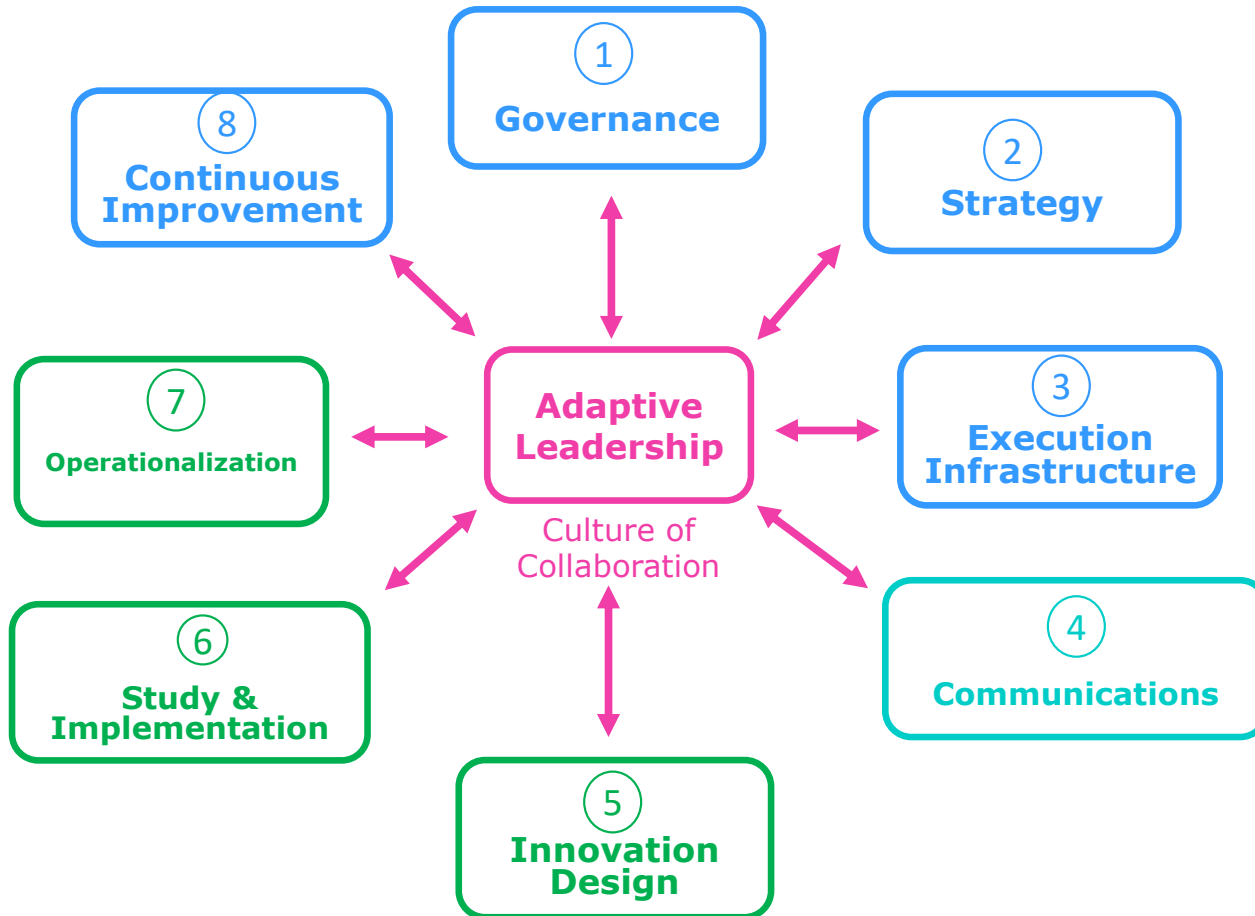 1
Governance
2
Strategy
3
Execution
Infrastructure
4
Communications
5
Innovation
Design
6
Study &
Implementation
7
Operationalization
8
Continuous
Improvement
Adaptive
Leadership
Culture of
Collaboration